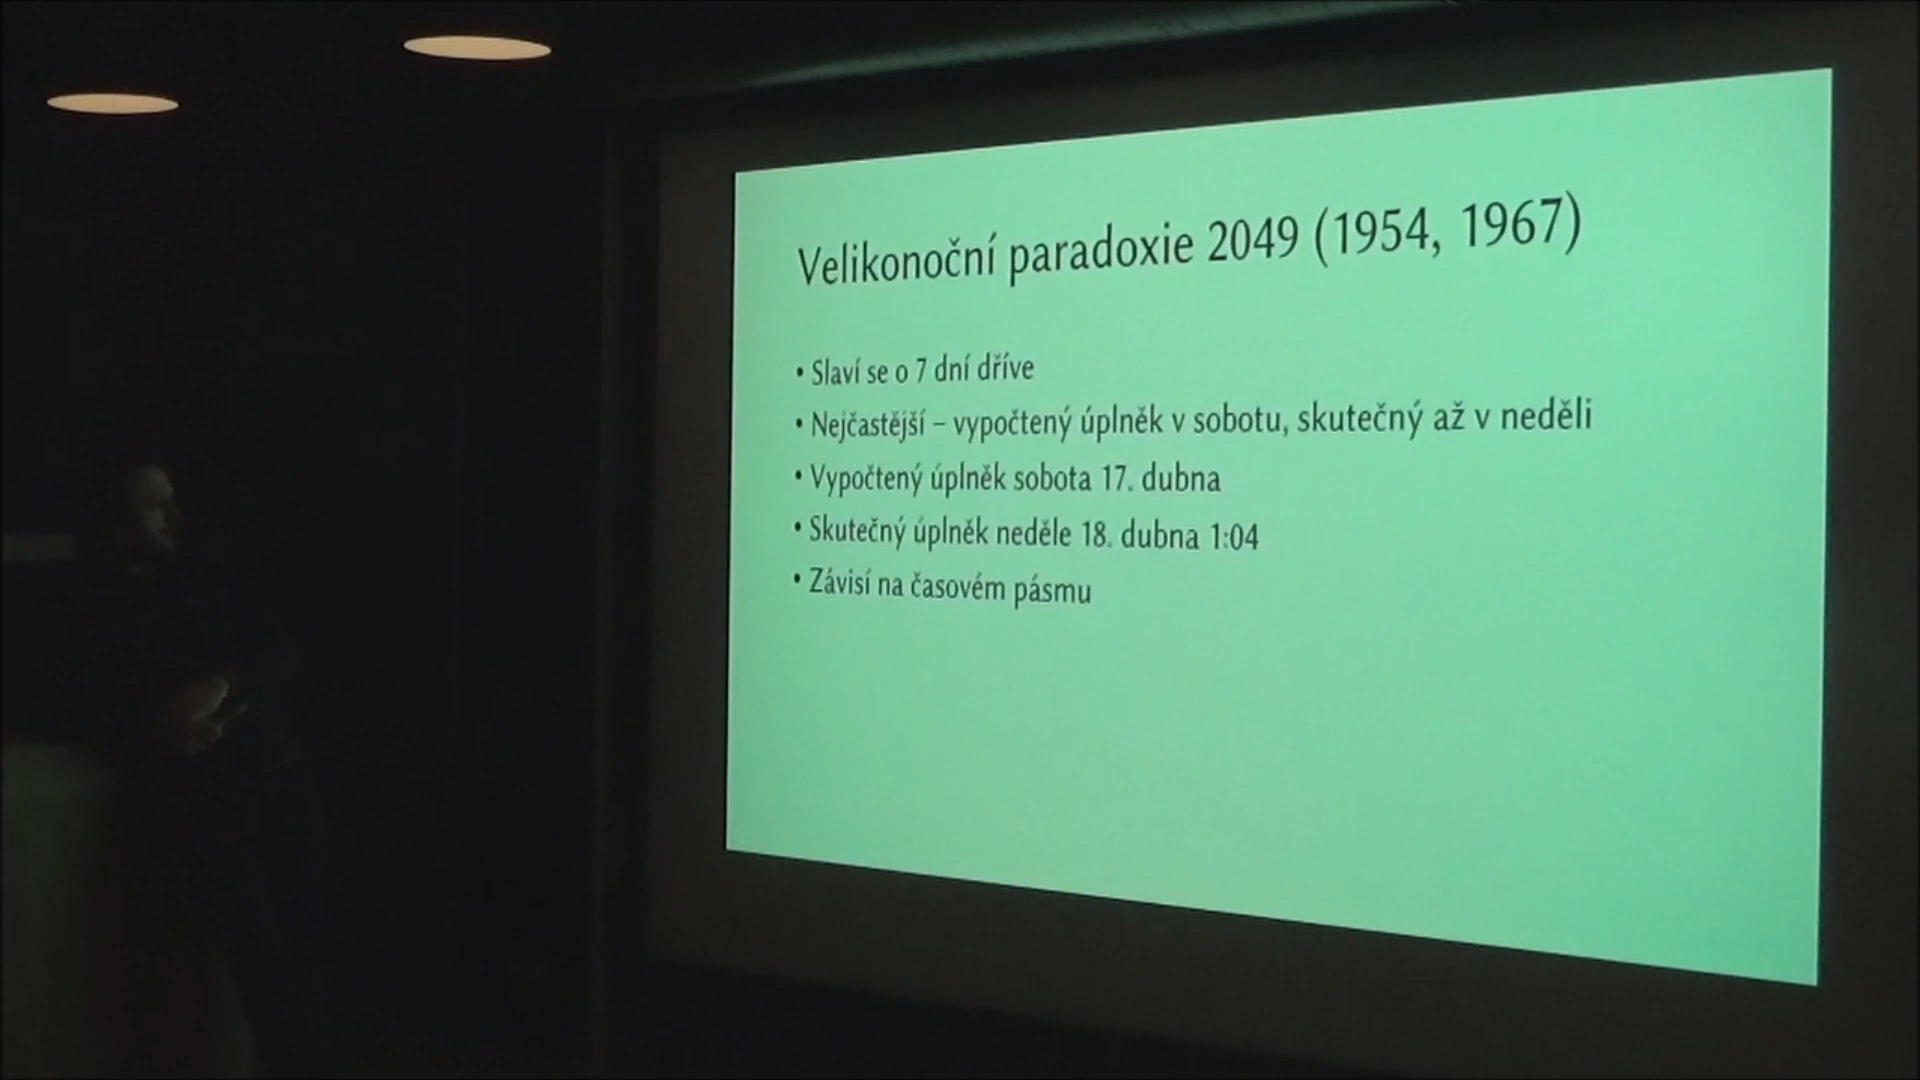 Velikonoční paradoxie 2049 (1954, 1967)
• Slaví se o 7 dní dříve
• Nejčastější – vypočtený úplněk v sobotu, skutečný až v neděli
• Vypočtený úplněk sobota 17. dubna
• Skutečný úplněk neděle 18. dubna 1:04
• Závisí na časovém pásmu